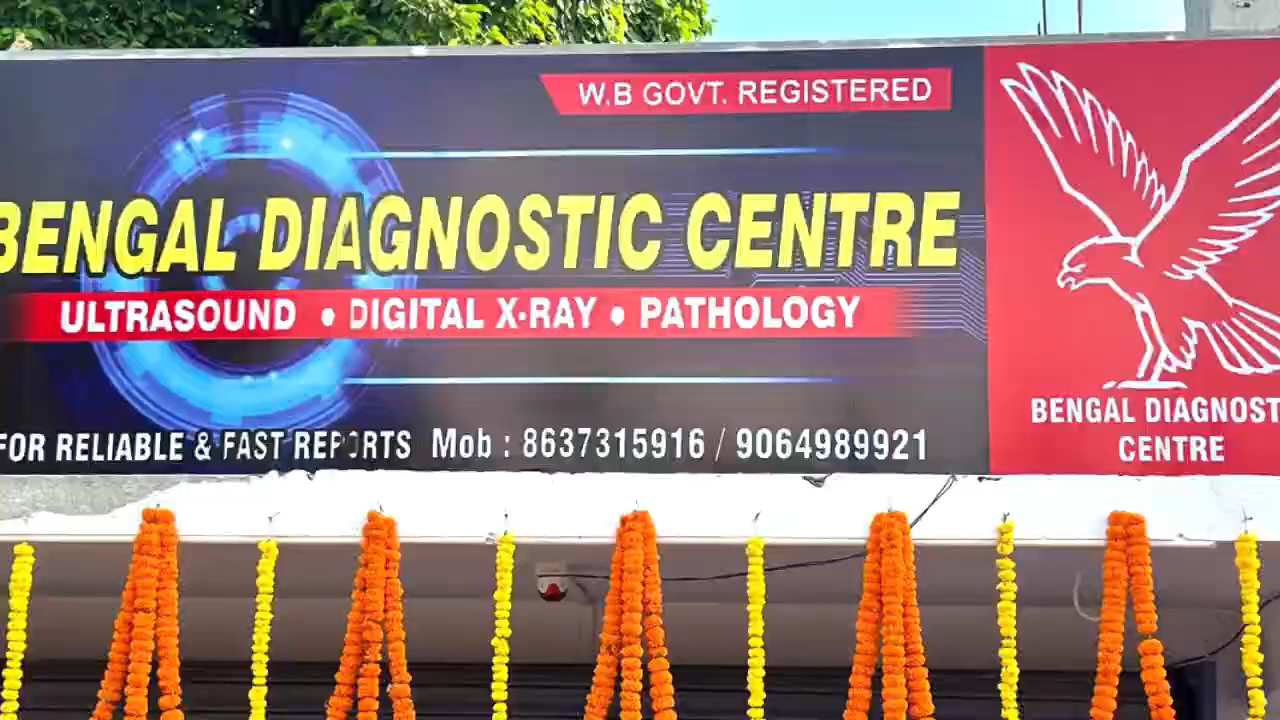 W.B GOVT. REGISTERED
BENGAL DIAGNOSTIC CENTRE
ULTRASOUND • DIGITAL X-RAY • PATHOLOGY
FOR RELIABLE & FAST REPORTS Mob : 8637315916 / 9064989921
BENGAL DIAGNOST
CENTRE